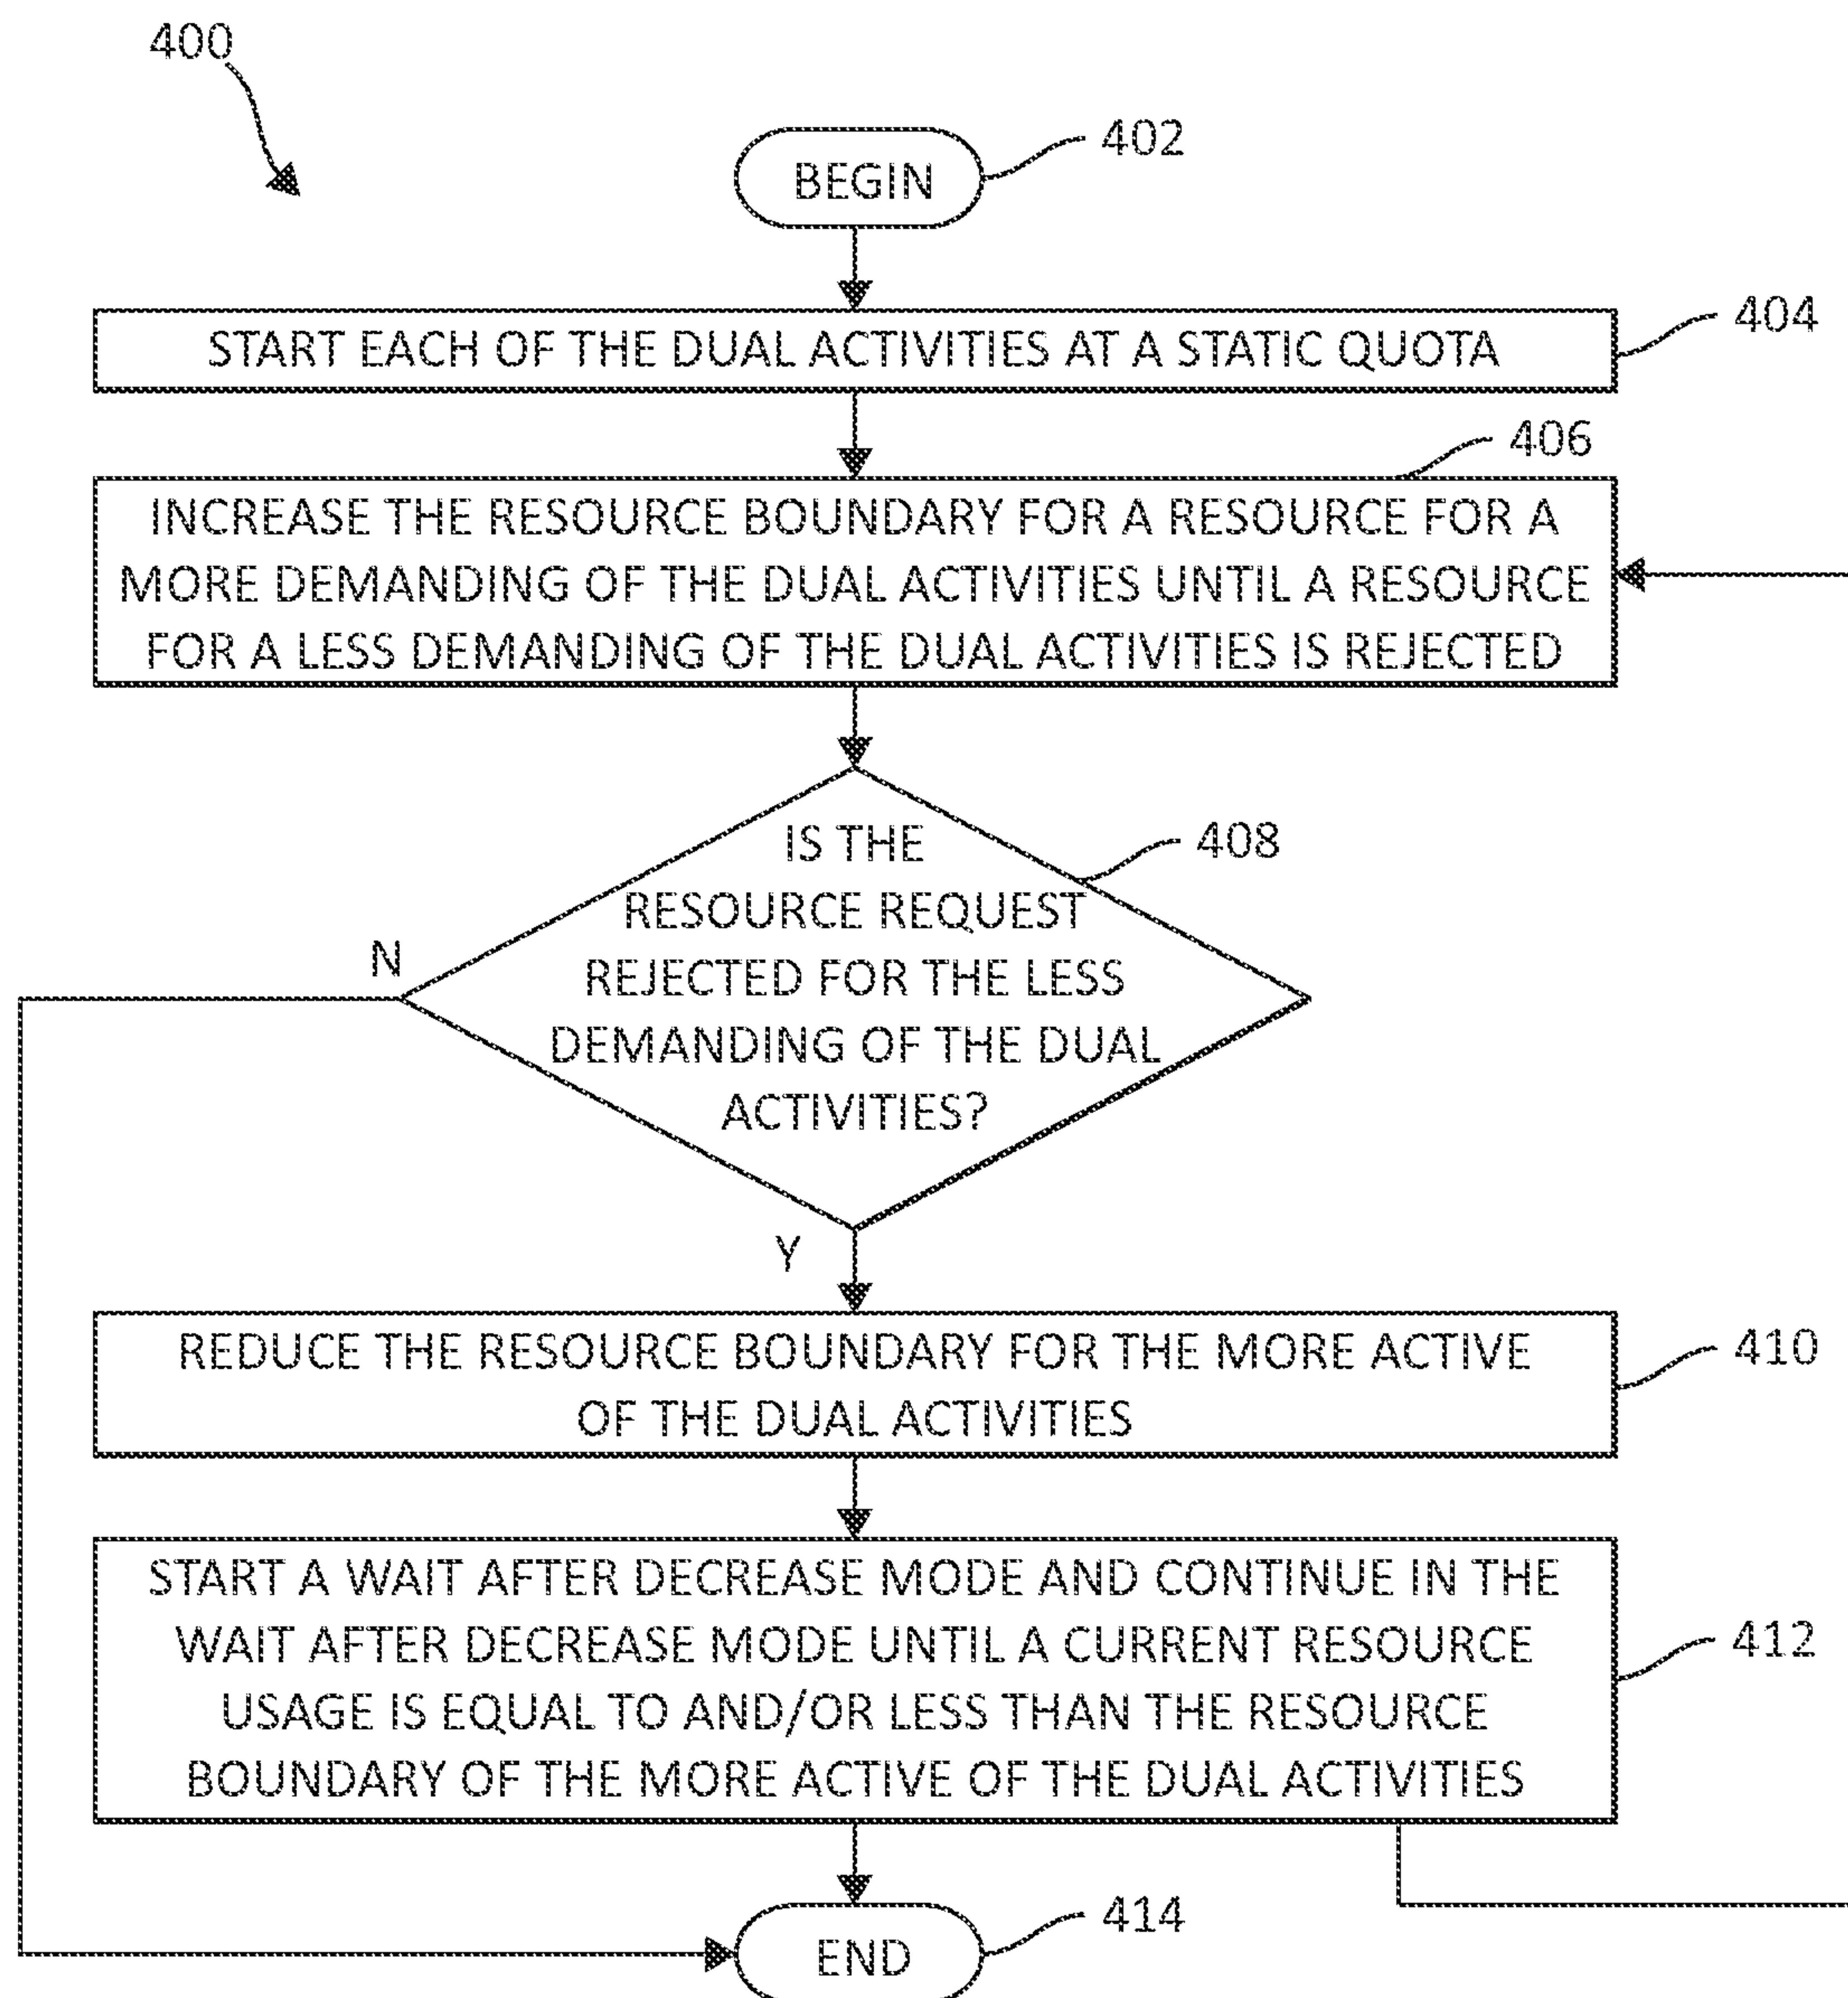 400
BEGIN
402
START EACH OF THE DUAL ACTIVITIES AT A STATIC QUOTA
404
406
INCREASE THE RESOURCE BOUNDARY FOR A RESOURCE FOR A
MORE DEMANDING OF THE DUAL ACTIVITIES UNTIL A RESOURCE
FOR A LESS DEMANDING OF THE DUAL ACTIVITIES IS REJECTED
408
IS THE
RESOURCE REQUEST
REJECTED FOR THE LESS
DEMANDING OF THE DUAL
ACTIVITIES?
N
Y
REDUCE THE RESOURCE BOUNDARY FOR THE MORE ACTIVE
OF THE DUAL ACTIVITIES
410
START A WAIT AFTER DECREASE MODE AND CONTINUE IN THE
WAIT AFTER DECREASE MODE UNTIL A CURRENT RESOURCE
USAGE IS EQUAL TO AND/OR LESS THAN THE RESOURCE
BOUNDARY OF THE MORE ACTIVE OF THE DUAL ACTIVITIES
412
END
414